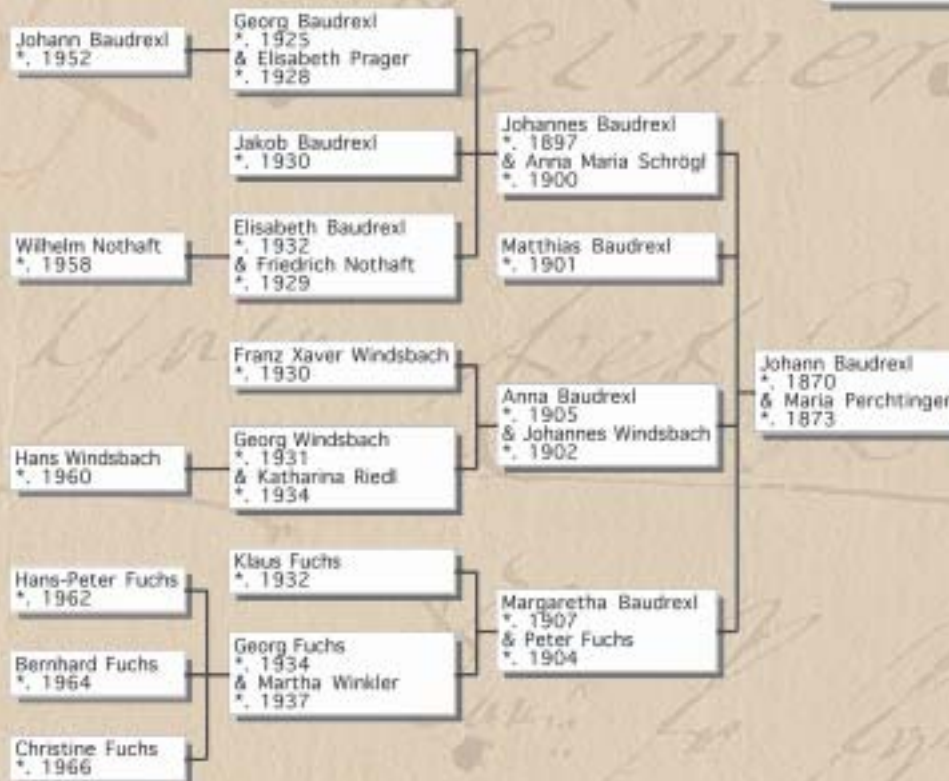 Johann Baudrexl
*. 1952
Georg Baudrexl
*. 1925
& Elisabeth Prager
*. 1928
Jakob Baudrexl
*. 1930
Johannes Baudrexl
*. 1897
& Anna Maria Schrögl
*. 1900
Wilhelm Nothaft
*. 1958
Elisabeth Baudrexl
*. 1932
& Friedrich Nothaft
*. 1929
Matthias Baudrexl
*. 1901
Franz Xaver Windsbach
*. 1930
Johann Baudrexl
*. 1870
& Maria Perchtinger
*. 1873
Anna Baudrexl
*. 1905
& Johannes Windsbach
*. 1902
Hans Windsbach
*. 1960
Georg Windsbach
*. 1931
& Katharina Riedl
*. 1934
Klaus Fuchs
*. 1932
Hans-Peter Fuchs
*. 1962
Margaretha Baudrexl
*. 1907
& Peter Fuchs
*. 1904
Bernhard Fuchs
*. 1964
Georg Fuchs
*. 1934
& Martha Winkler
*. 1937
Christine Fuchs
*. 1966